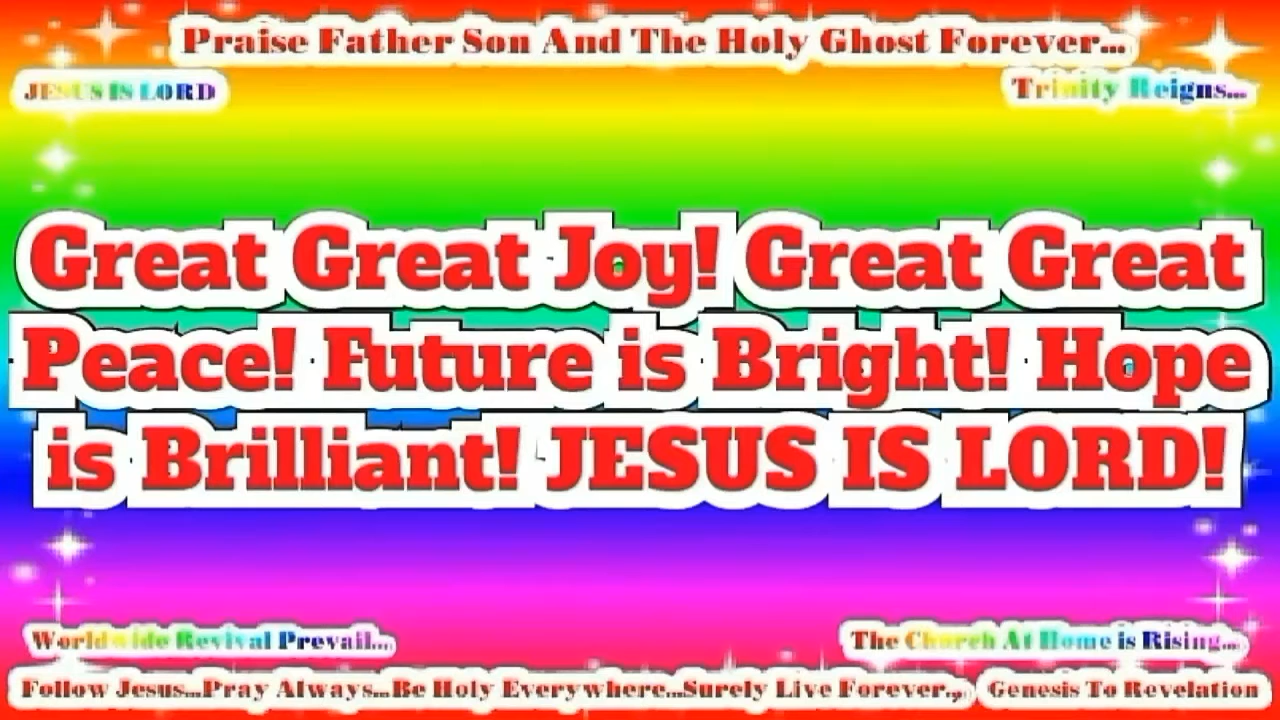 Praise Father Son And The Holy Ghost Forever...
JESUS IS LORD
Trinity Reigns...
Great Great Joy! Great Great
Peace! Future is Bright! Hope
is Brilliant! JESUS IS LORD!
Worldwide Revival Prevail...
The Church At Home is Rising...
Follow Jesus...Pray Always...Be Holy Everywhere...Surely Live Forever.., Genesis To Revelation